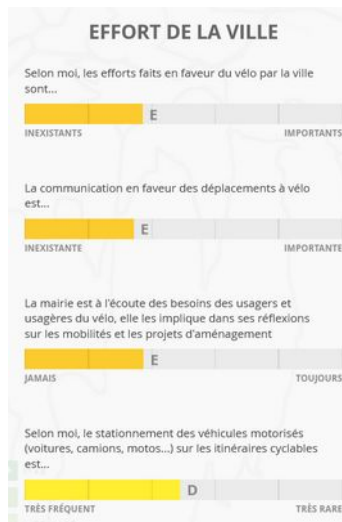 EFFORT DE LA VILLE
Selon moi, les efforts faits en faveur du vélo par la ville
sont...
E
INEXISTANTS IMPORTANTS
La communication en faveur des déplacements à vélo
est...
E
INEXISTANTE IMPORTANTE
La mairie est à l'écoute des besoins des usagers et
usagères du vélo, elle les implique dans ses réflexions
sur les mobilités et les projets d'aménagement
E
JAMAIS TOUJOURS
Selon moi, le stationnement des véhicules motorisés
(voitures, camions, motos...) sur les itinéraires cyclables
est...
D
TRÈS FRÉQUENT TRÈS RARE